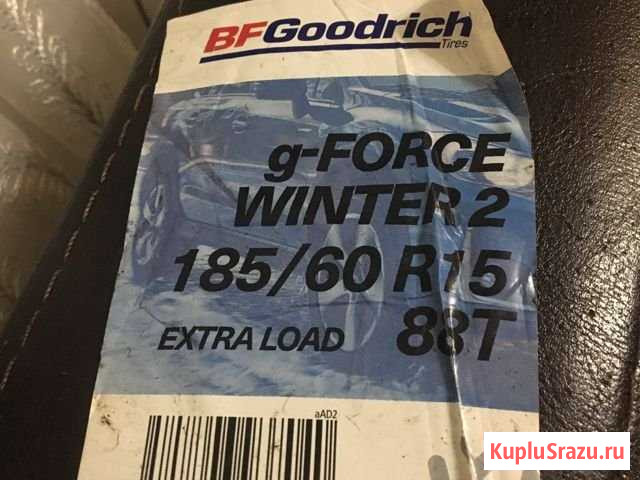 BFGoodrich
Tires
g-FORCE
WINTER 2
185/60 R15
EXTRA LOAD 88T
aAD2
KupluSrazu.ru